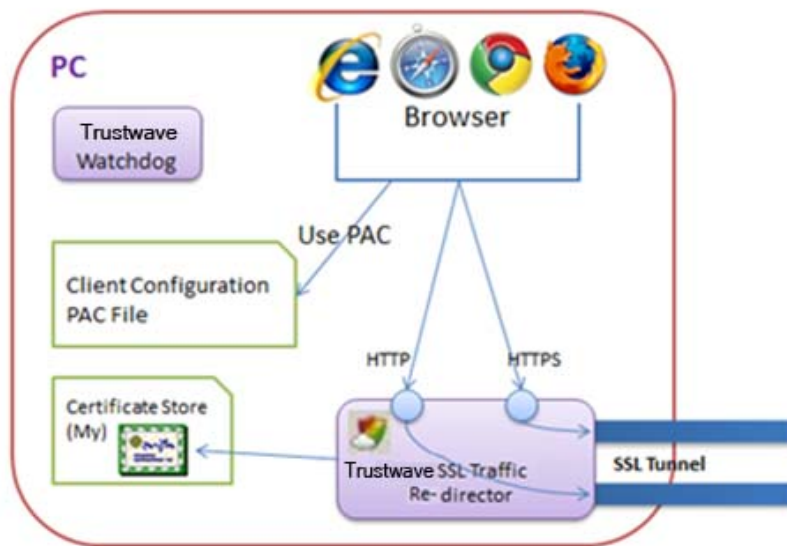 PC
Browser
Trustwave
Watchdog
Use PAC
Client Configuration
PAC File
HTTP
HTTPS
Certificate Store
(My)
Trustwave SSL Traffic
Re-director
SSL Tunnel